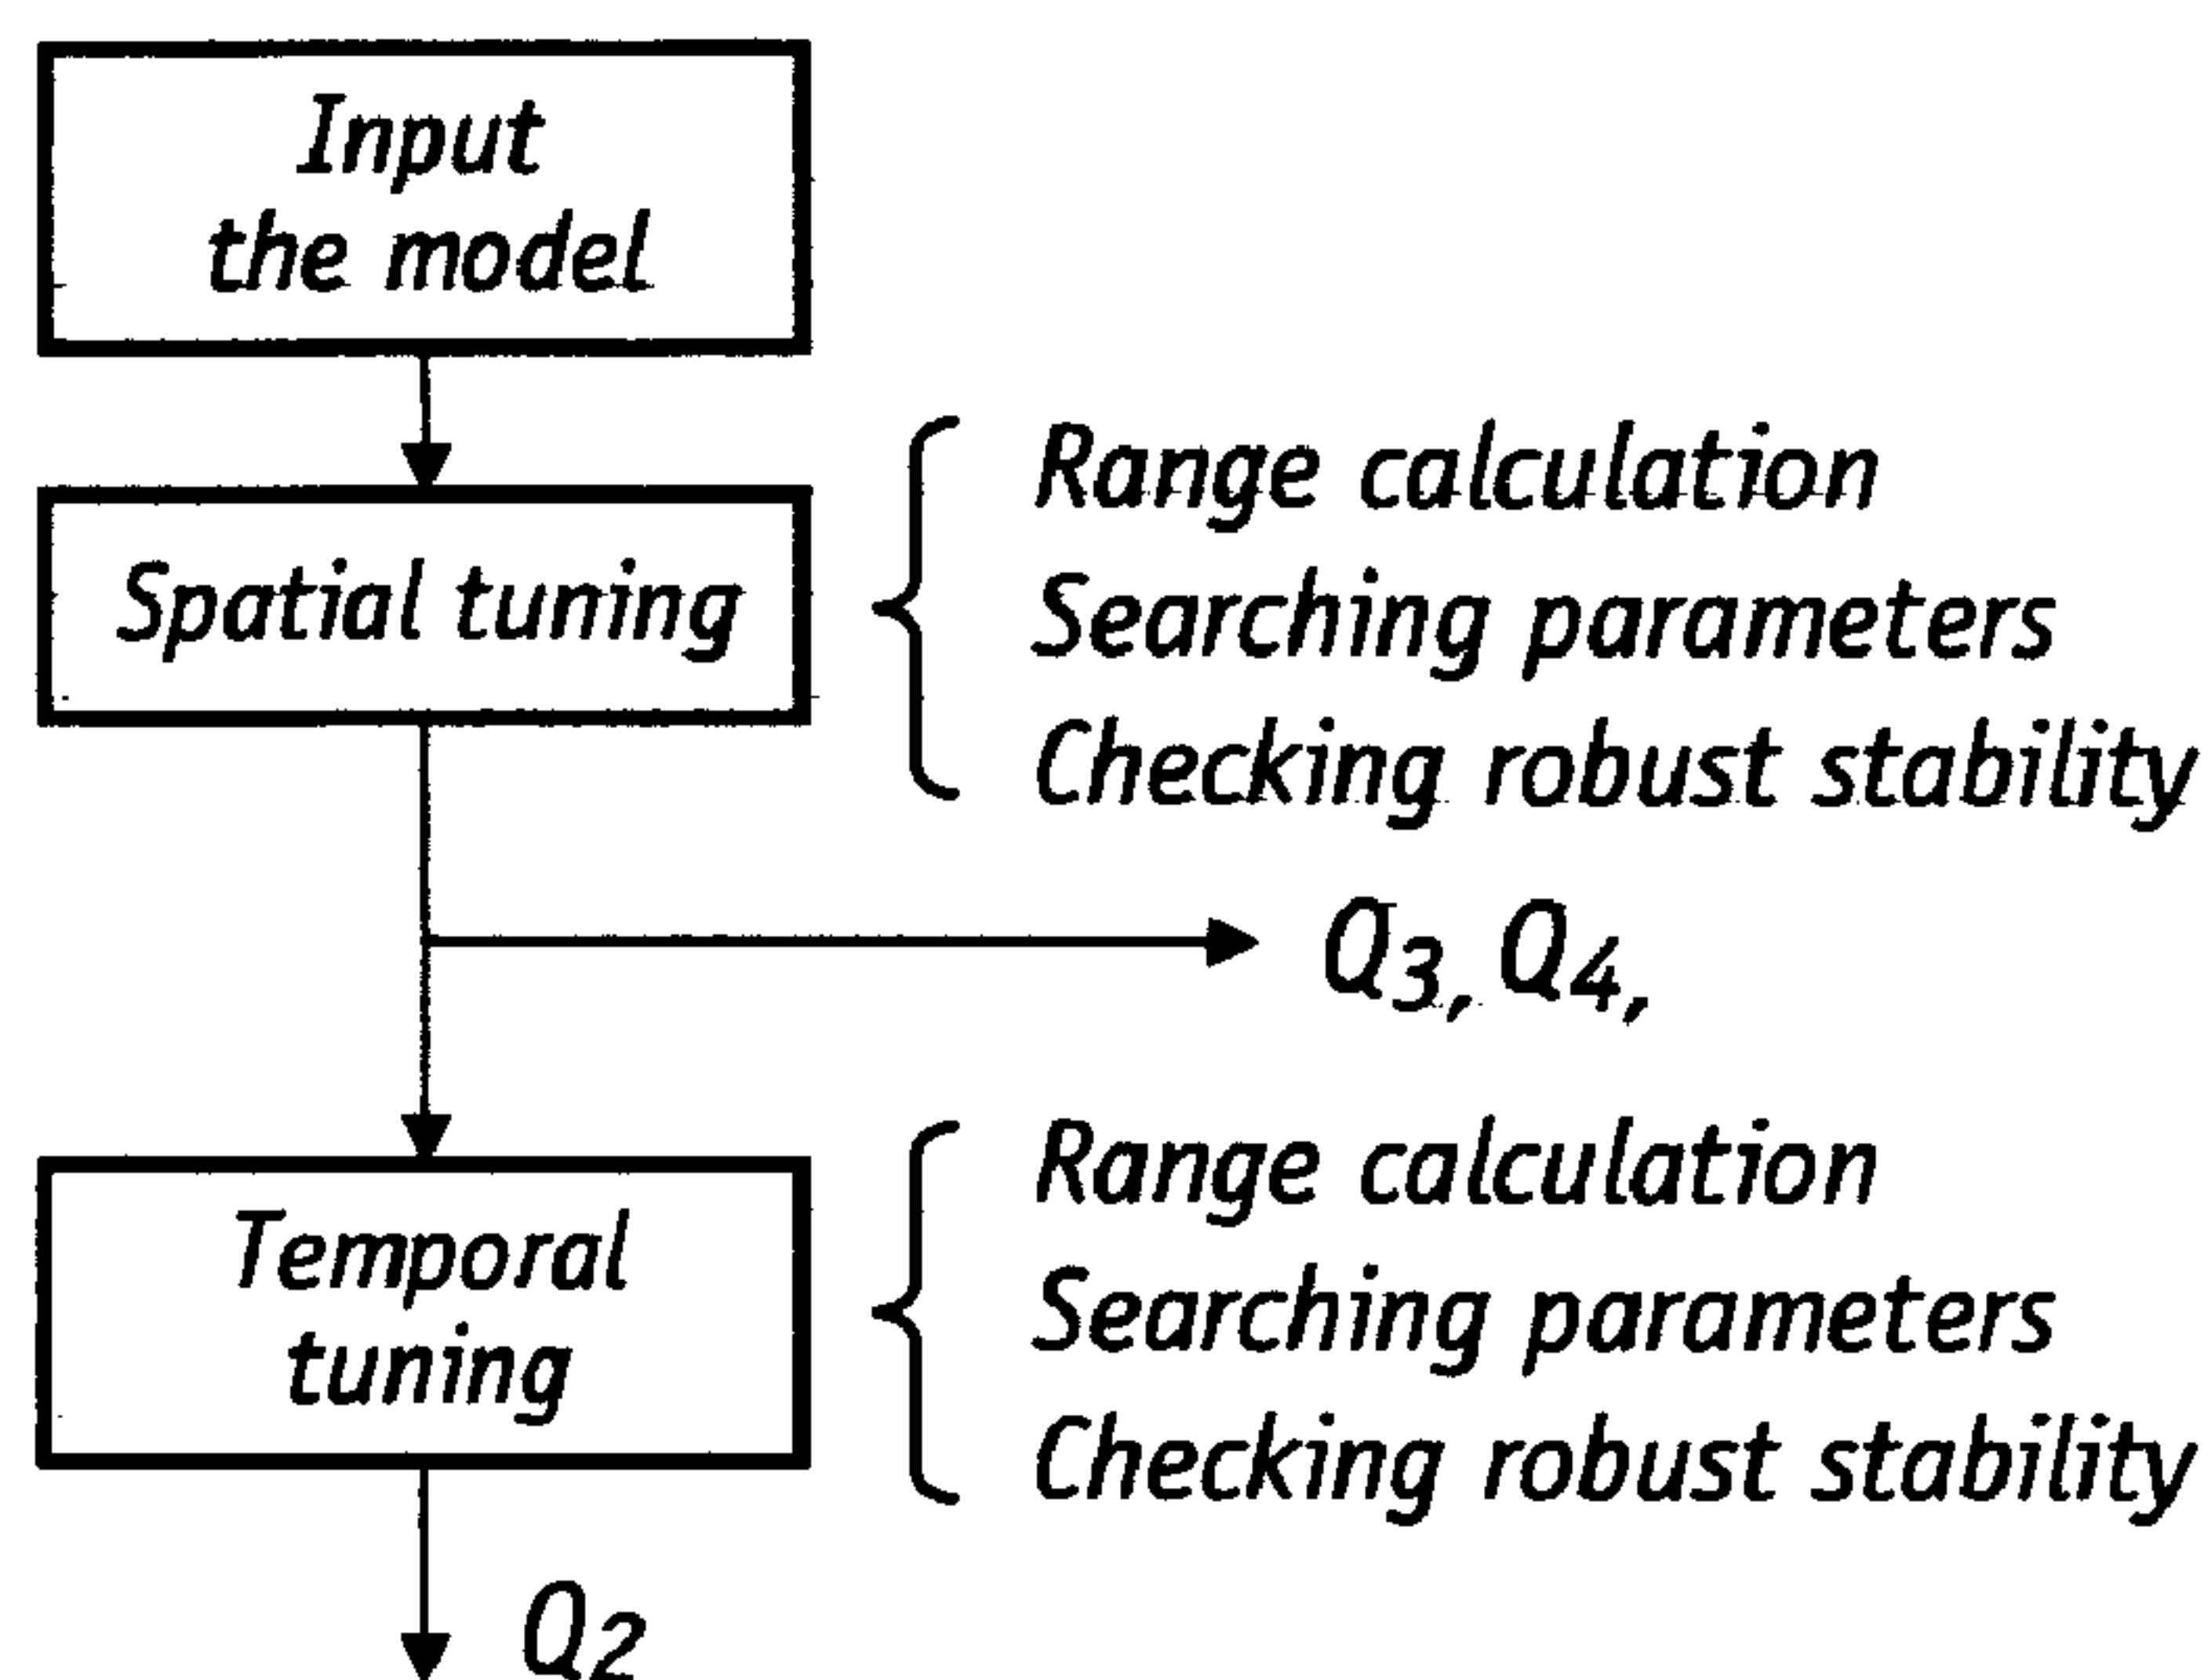 Input
the model
Spatial tuning
Range calculation
Searching parameters
Checking robust stability
Q3, Q4,
Temporal
tuning
Range calculation
Searching parameters
Checking robust stability
Q2